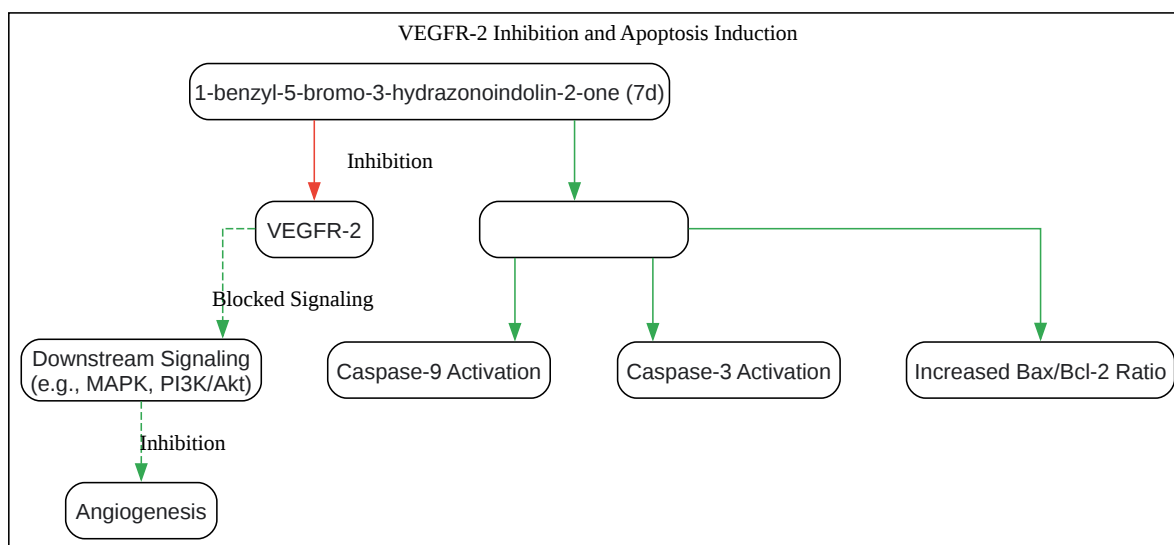 VEGFR-2 Inhibition and Apoptosis Induction
1-benzyl-5-bromo-3-hydrazonoindolin-2-one (7d)
Inhibition
VEGFR-2
Blocked Signaling
Downstream Signaling
(e.g., MAPK, PI3K/Akt)
Caspase-9 Activation
Caspase-3 Activation
Increased Bax/Bcl-2 Ratio
Inhibition
Angiogenesis